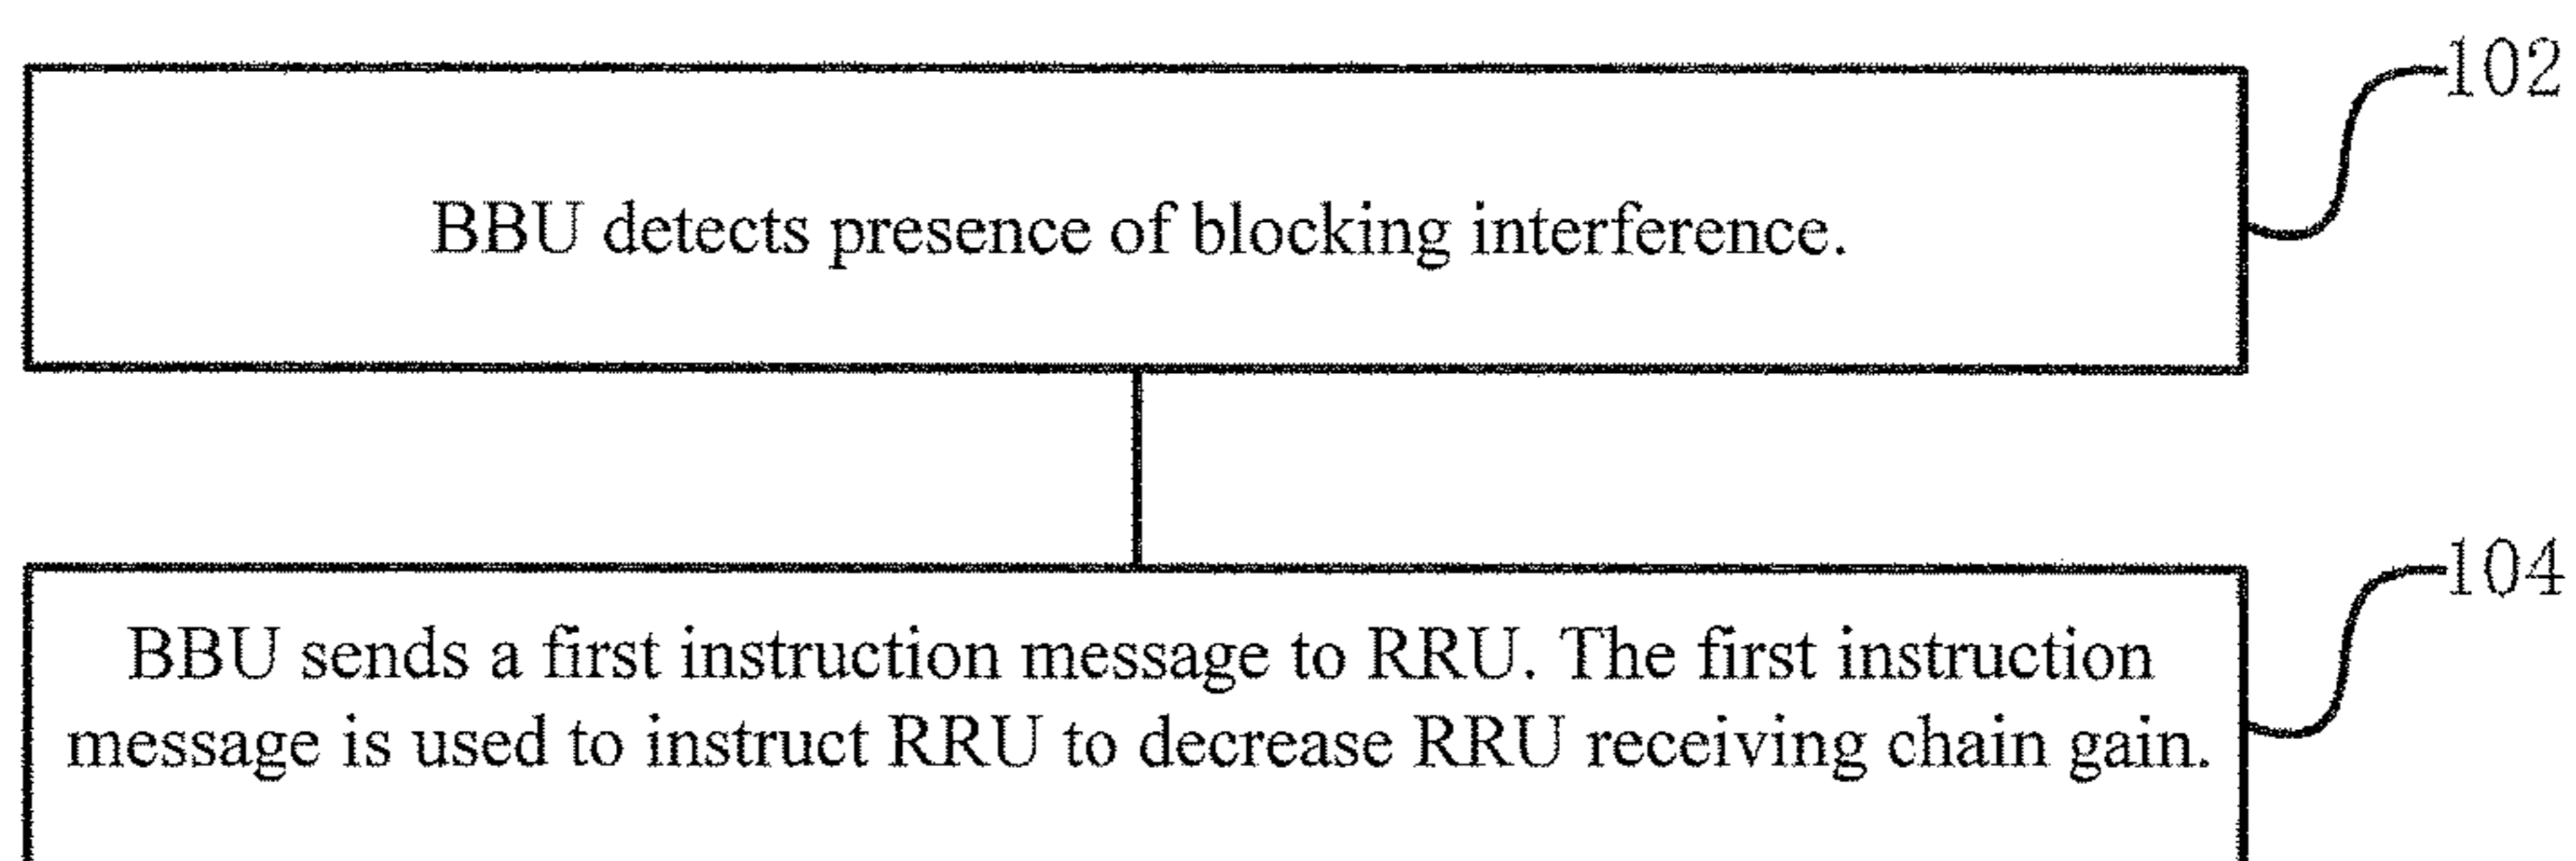 102
BBU detects presence of blocking interference.
104
BBU sends a first instruction message to RRU. The first instruction
message is used to instruct RRU to decrease RRU receiving chain gain.